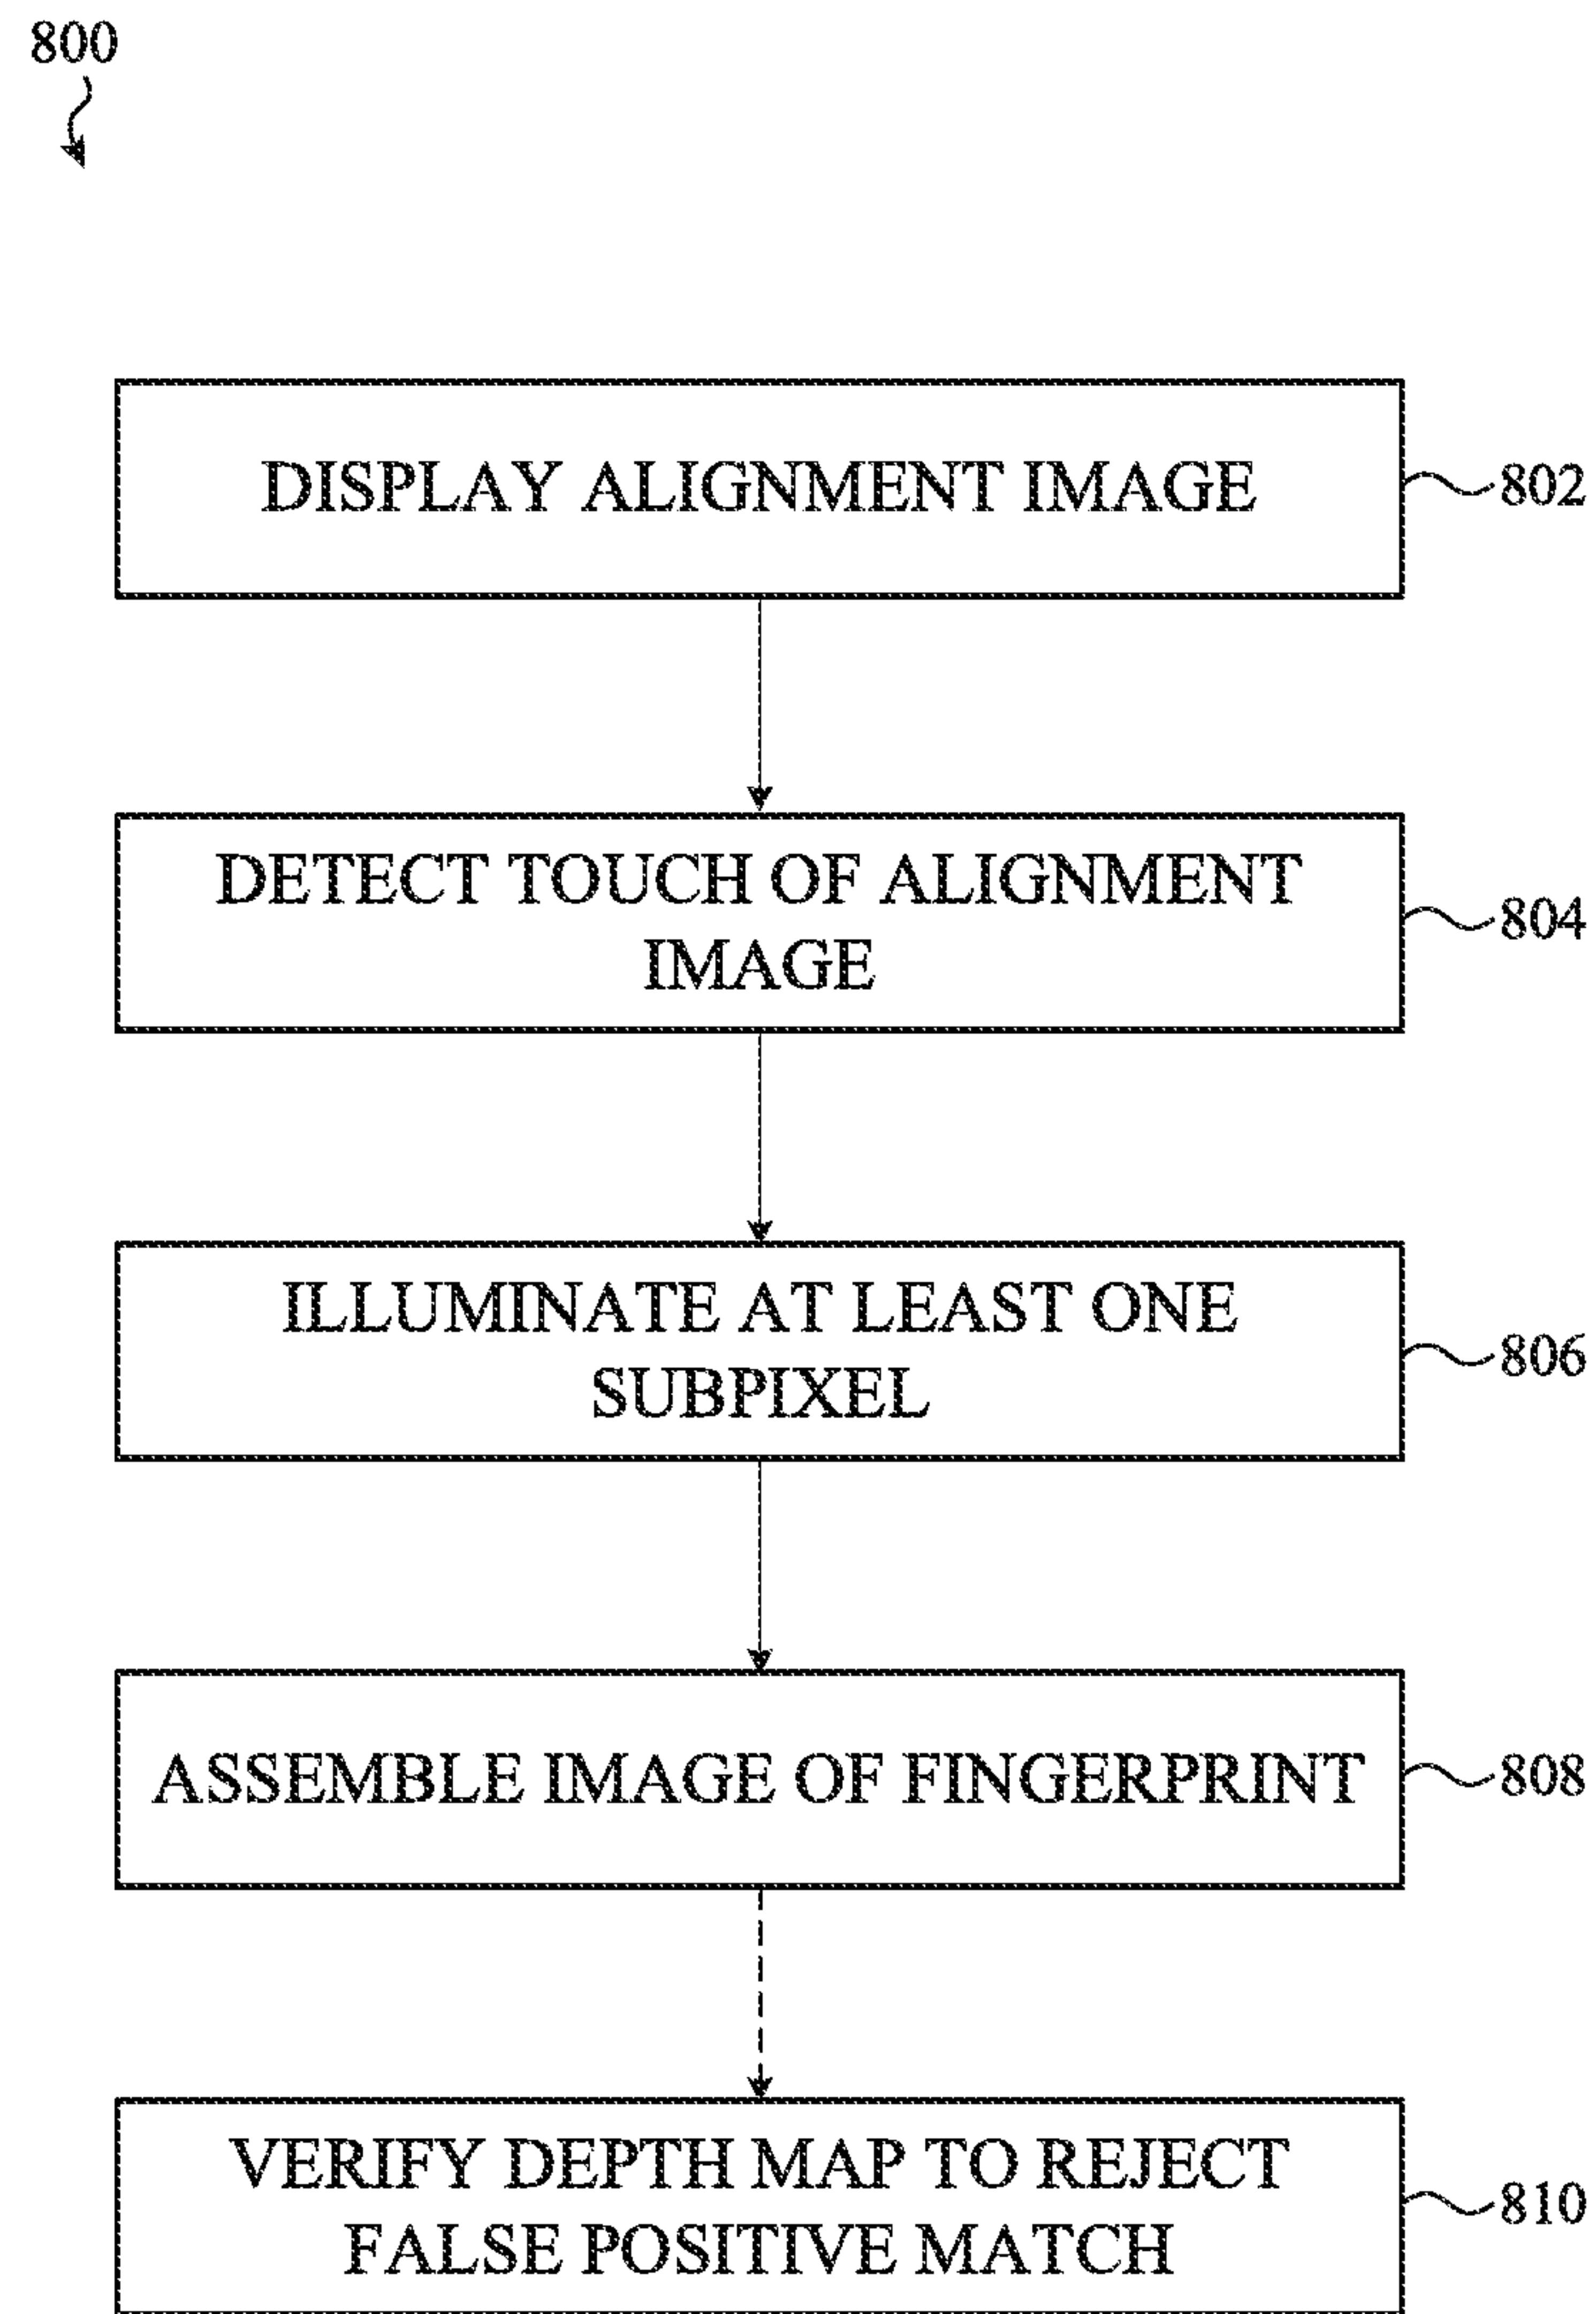 800
DISPLAY ALIGNMENT IMAGE
802
DETECT TOUCH OF ALIGNMENT
IMAGE
804
ILLUMINATE AT LEAST ONE
SUBPIXEL
806
ASSEMBLE IMAGE OF FINGERPRINT
808
VERIFY DEPTH MAP TO REJECT
FALSE POSITIVE MATCH
810